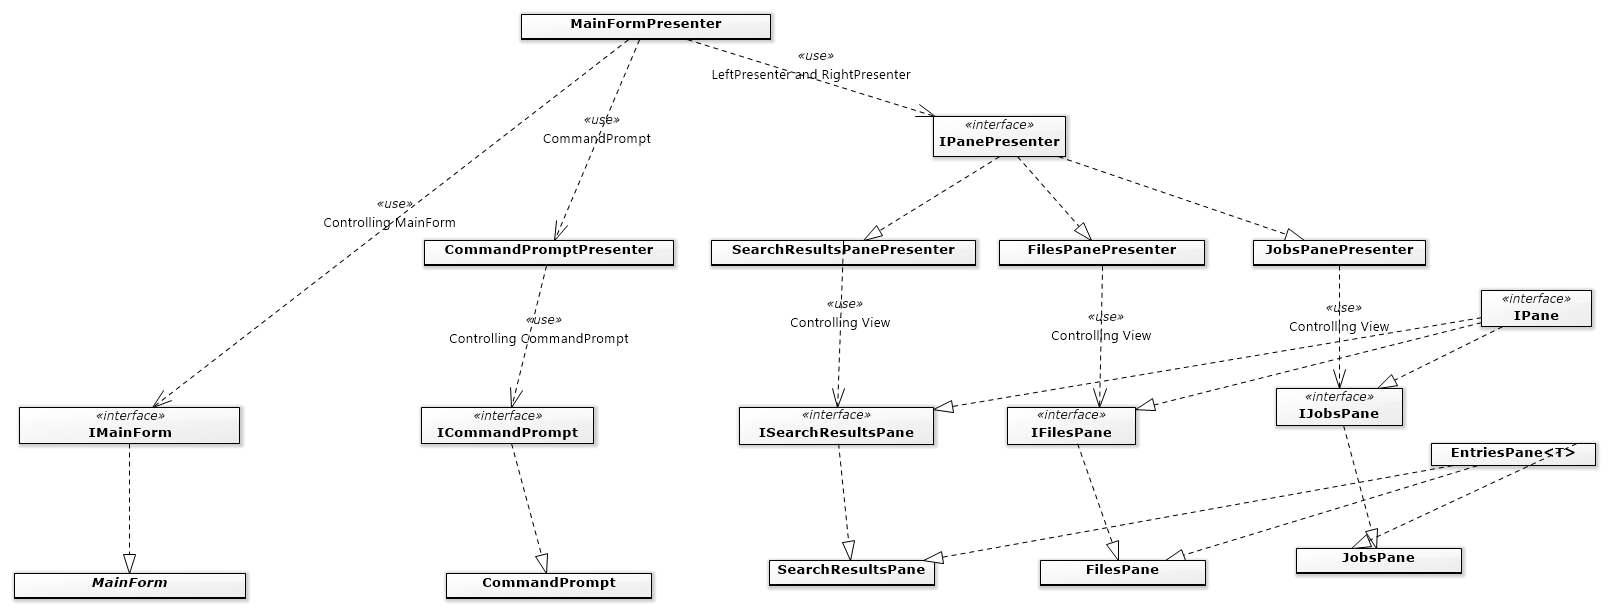 MainFormPresenter
«use»
LeftPresenter and RightPresenter
«use»
CommandPrompt
«interface»
IPanePresenter
«use»
Controlling MainForm
CommandPromptPresenter
SearchResultsPanePresenter
FilesPanePresenter
JobsPanePresenter
«use»
Controlling CommandPrompt
«use»
Controlling View
«use»
Controlling View
«use»
Controlling View
«interface»
IPane
«interface»
IMainForm
«interface»
ICommandPrompt
«interface»
ISearchResultsPane
«interface»
IFilesPane
«interface»
IJobsPane
EntriesPane<T>
MainForm
CommandPrompt
SearchResultsPane
FilesPane
JobsPane